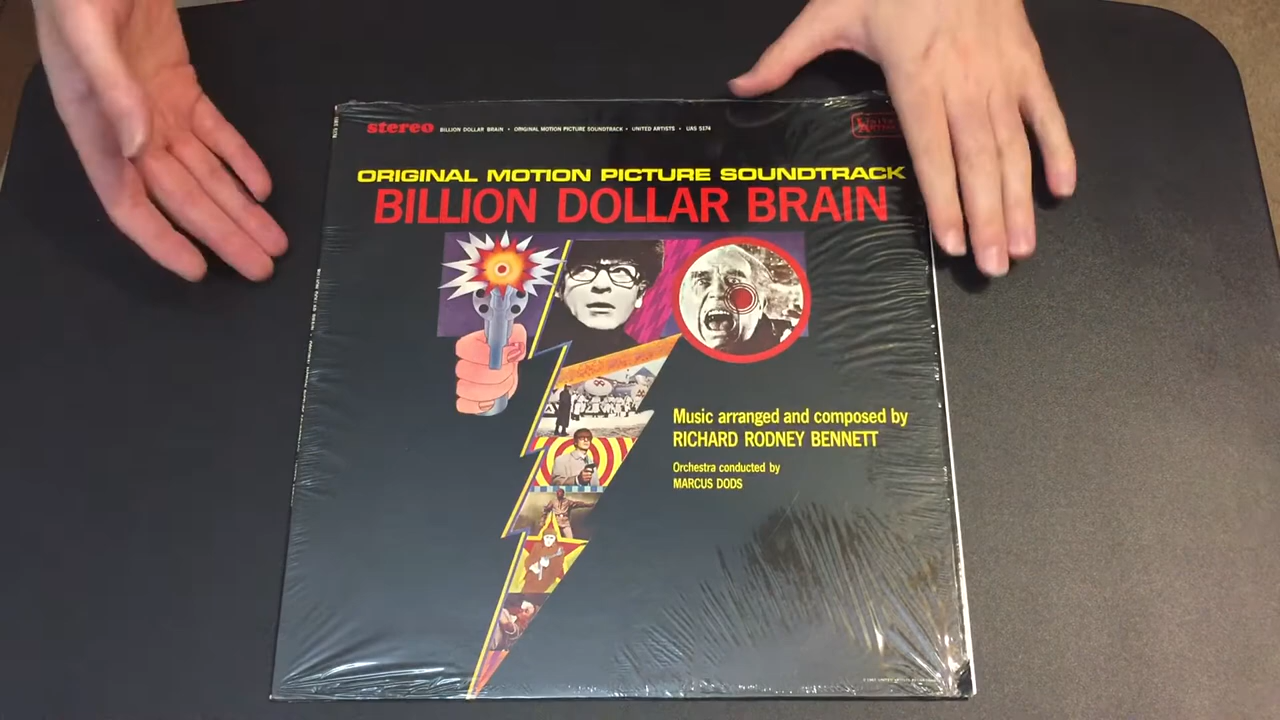 stereo BILLION DOLLAR BRAIN • ORIGINAL MOTION PICTURE SOUNDTRACK • UNITED ARTISTS • UAS 5174
ORIGINAL MOTION PICTURE SOUNDTRACK
BILLION DOLLAR BRAIN
Music arranged and composed by
RICHARD RODNEY BENNETT
Orchestra conducted by
MARCUS DODS